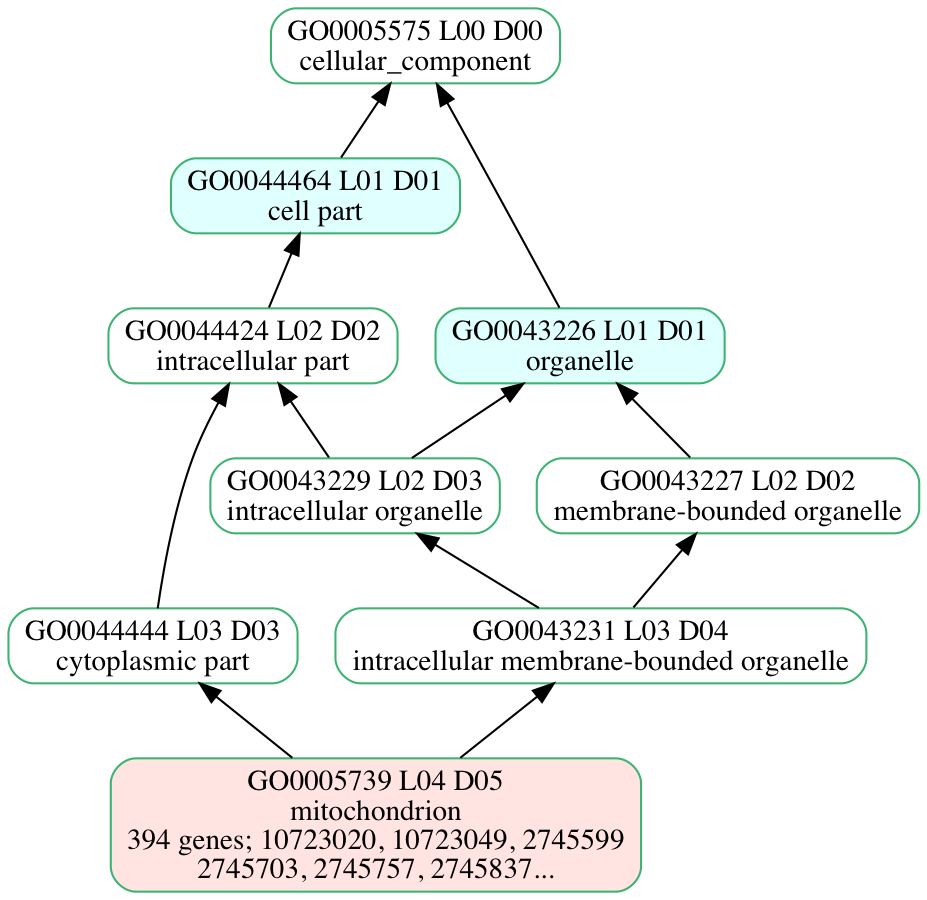 GO0005575 L00 D00
cellular_component
GO0044464 L01 D01
cell part
GO0044424 L02 D02
intracellular part
GO0043226 L01 D01
organelle
GO0043229 L02 D03
intracellular organelle
GO0043227 L02 D02
membrane-bounded organelle
GO0044444 L03 D03
cytoplasmic part
GO0043231 L03 D04
intracellular membrane-bounded organelle
GO0005739 L04 D05
mitochondrion
394 genes; 10723020, 10723049, 2745599
2745703, 2745757, 2745837...